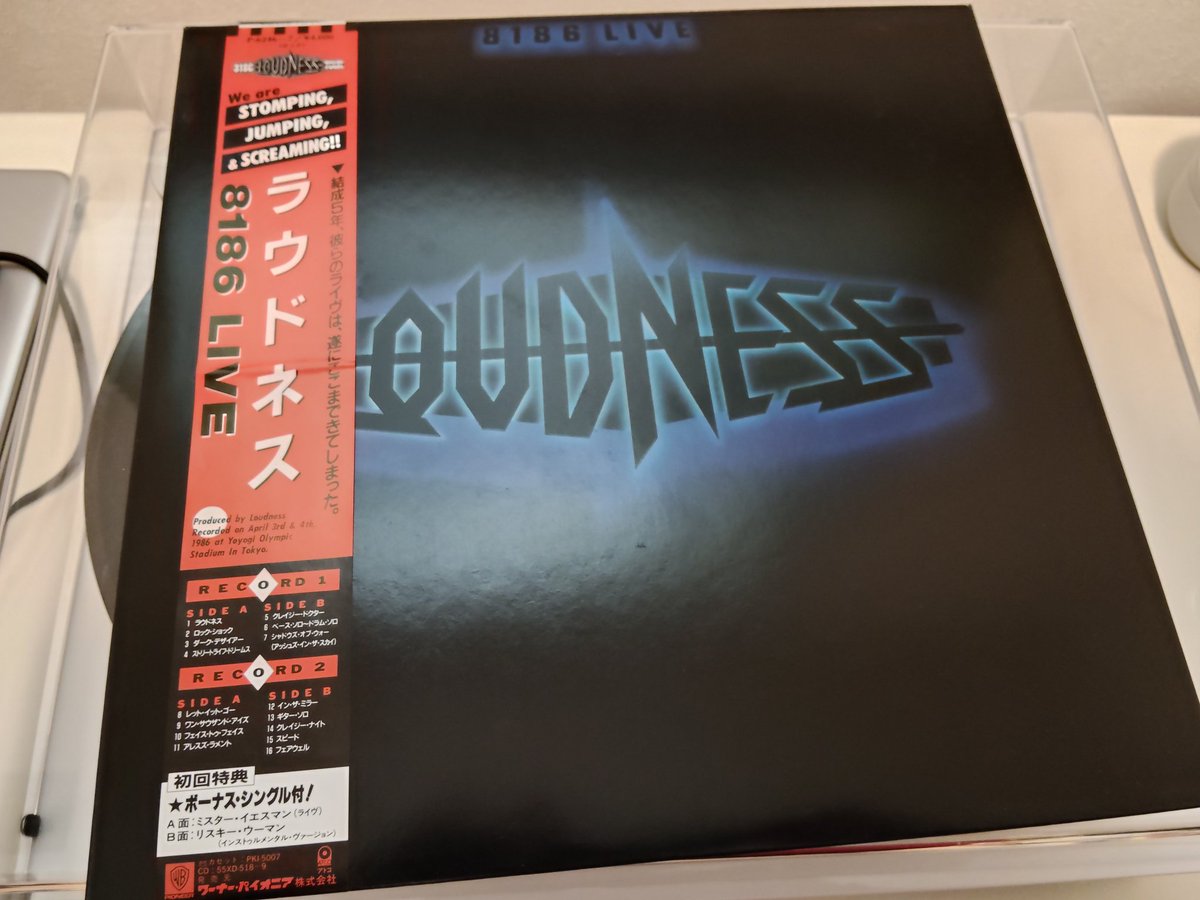 8186 LIVE
LOUDNESS
LOUDNESS
We are
STOMPING,
JUMPING,
& SCREAMING!!
ラウドネス
8186 LIVE
▼結成5年、彼らのライヴは、遂にここまできてしまった。
Produced by Loudness
Recorded on April 3rd & 4th,
1986 at Yoyogi Olympic
Stadium In Tokyo.
RECORD 1
SIDE A
1 ラウドネス
2 ロック・ショック
3 ダーク・デザイアー
4 ストリートライフ・ドリームス
SIDE B
5 クレイジー・ドクター
6 ベース・ソロ〜ドラム・ソロ
7 シャドウズ・オブ・ウォー
(アッシュズ・イン・ザ・スカイ)
RECORD 2
SIDE A
8 レット・イット・ゴー
9 ワン・サウザンド・アイズ
10 フェイス・トゥ・フェイス
11 アレスズ・ラメント
SIDE B
12 イン・ザ・ミラー
13 ギター・ソロ
14 クレイジー・ナイト
15 スピード
16 フェアウェル
初回特典
★ボーナス・シングル付!
A面:ミスター・イエスマン(ライヴ)
B面:リスキー・ウーマン
(インストゥルメンタル・ヴァージョン)
カセット:PKJ-5007
CD:55XD-518〜9
発売元
ワーナー・パイオニア株式会社
PIONEER
アトコ